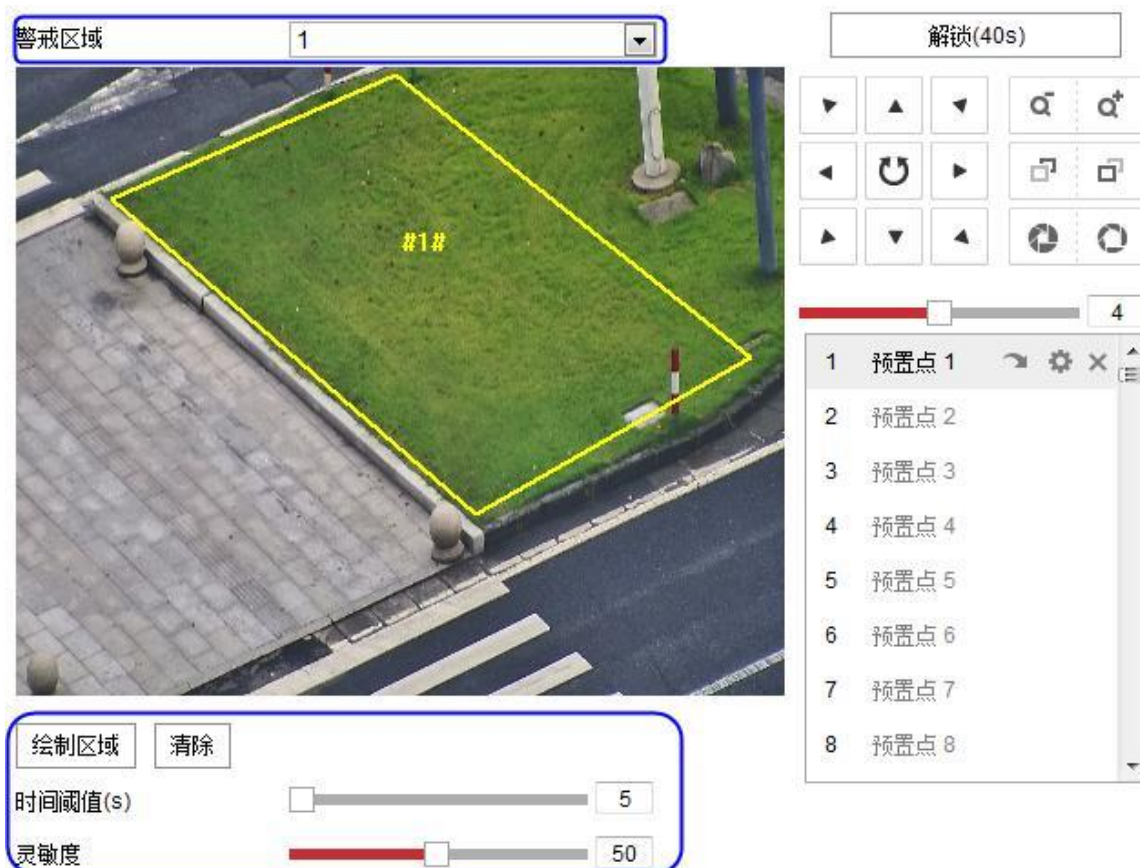 警戒区域 1
解锁(40s)
#1#
4
1 预置点 1
2 预置点 2
3 预置点 3
4 预置点 4
5 预置点 5
6 预置点 6
7 预置点 7
8 预置点 8
绘制区域 清除
时间阈值(s) 5
灵敏度 50